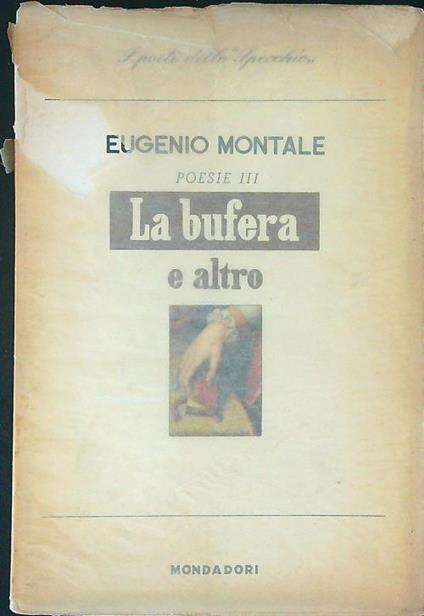 I poeti dello "Specchio"
EUGENIO MONTALE
POESIE III
La bufera
e altro
MONDADORI